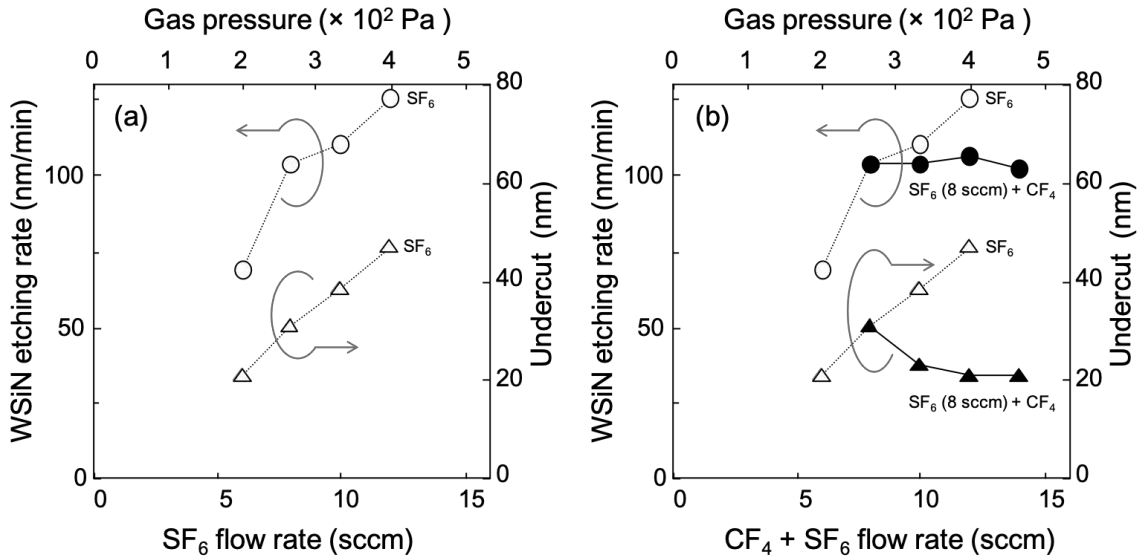 Gas pressure (× 10² Pa)
0 1 2 3 4 5
(a)
WSiN etching rate (nm/min)
100
50
0
SF₆
SF₆
80
60
40
20
0
Undercut (nm)
0 5 10 15
SF₆ flow rate (sccm)
Gas pressure (× 10² Pa)
0 1 2 3 4 5
(b)
WSiN etching rate (nm/min)
100
50
0
SF₆
SF₆ (8 sccm) + CF₄
SF₆
SF₆ (8 sccm) + CF₄
80
60
40
20
0
Undercut (nm)
0 5 10 15
CF₄ + SF₆ flow rate (sccm)